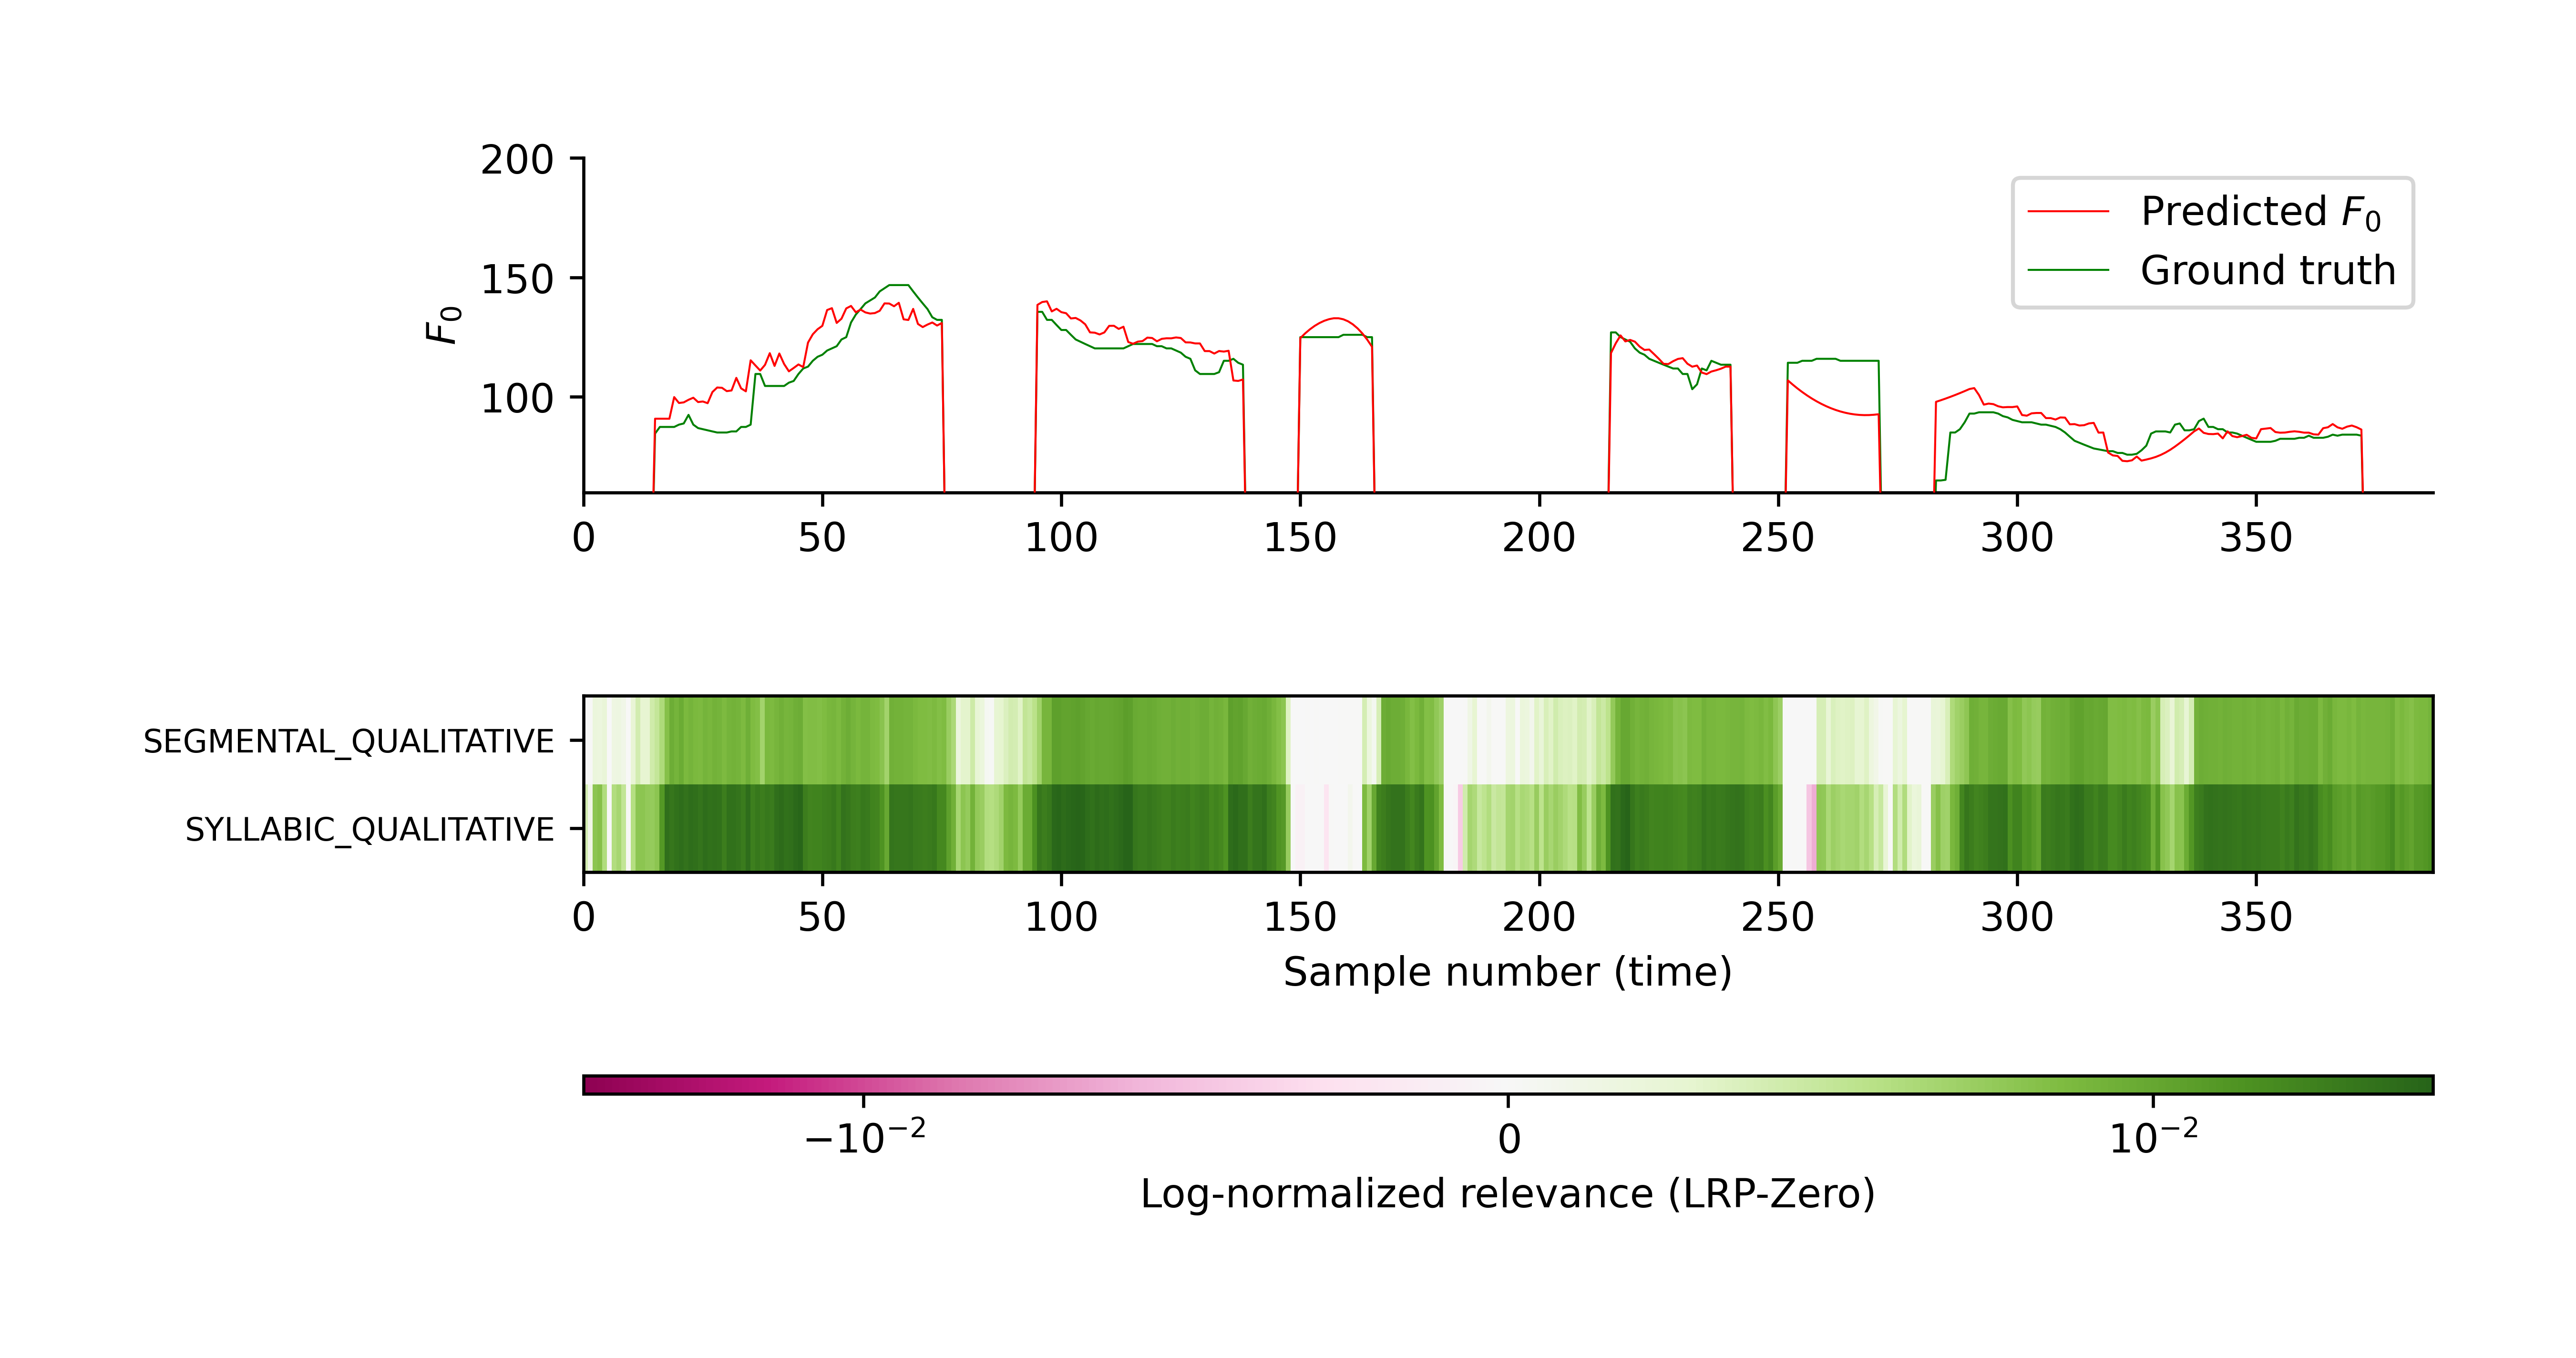 200
150
100
F0
Predicted F0
Ground truth
0 50 100 150 200 250 300 350
SEGMENTAL_QUALITATIVE
SYLLABIC_QUALITATIVE
0 50 100 150 200 250 300 350
Sample number (time)
−10−2 0 10−2
Log-normalized relevance (LRP-Zero)